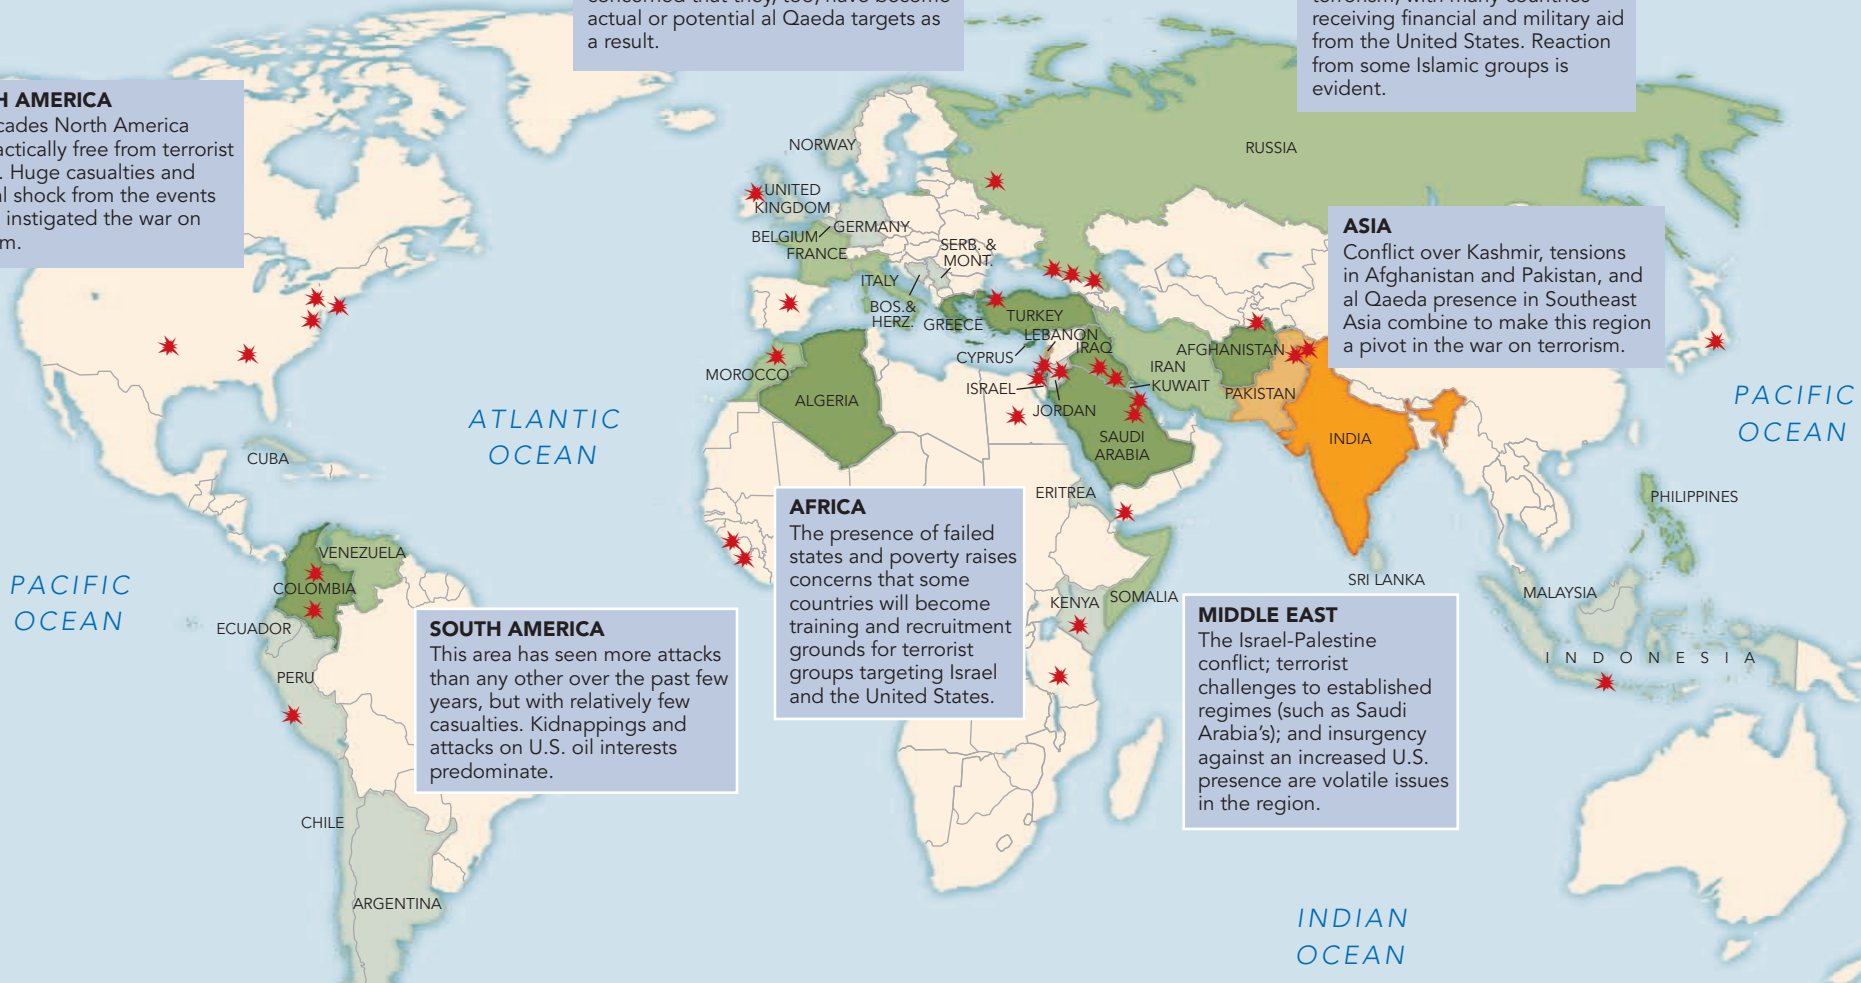 actual or potential al Qaeda targets as
a result.
receiving financial and military aid
from the United States. Reaction
from some Islamic groups is
evident.
AMERICA
North America
free from terrorist
Huge casualties and
shock from the events
instigated the war on
ASIA
Conflict over Kashmir, tensions
in Afghanistan and Pakistan, and
al Qaeda presence in Southeast
Asia combine to make this region
a pivot in the war on terrorism.
AFRICA
The presence of failed
states and poverty raises
concerns that some
countries will become
training and recruitment
grounds for terrorist
groups targeting Israel
and the United States.
SOUTH AMERICA
This area has seen more attacks
than any other over the past few
years, but with relatively few
casualties. Kidnappings and
attacks on U.S. oil interests
predominate.
MIDDLE EAST
The Israel-Palestine
conflict; terrorist
challenges to established
regimes (such as Saudi
Arabia's); and insurgency
against an increased U.S.
presence are volatile issues
in the region.
NORWAY
RUSSIA
UNITED
KINGDOM
BELGIUM
GERMANY
FRANCE
SERB. &
MONT.
ITALY
BOS.&
HERZ.
GREECE
TURKEY
LEBANON
CYPRUS
IRAQ
AFGHANISTAN
IRAN
MOROCCO
ISRAEL
KUWAIT
PAKISTAN
ALGERIA
JORDAN
SAUDI
ARABIA
INDIA
ATLANTIC
OCEAN
PACIFIC
OCEAN
CUBA
ERITREA
PHILIPPINES
VENEZUELA
COLOMBIA
PACIFIC
OCEAN
ECUADOR
PERU
KENYA
SOMALIA
SRI LANKA
MALAYSIA
INDONESIA
CHILE
ARGENTINA
INDIAN
OCEAN